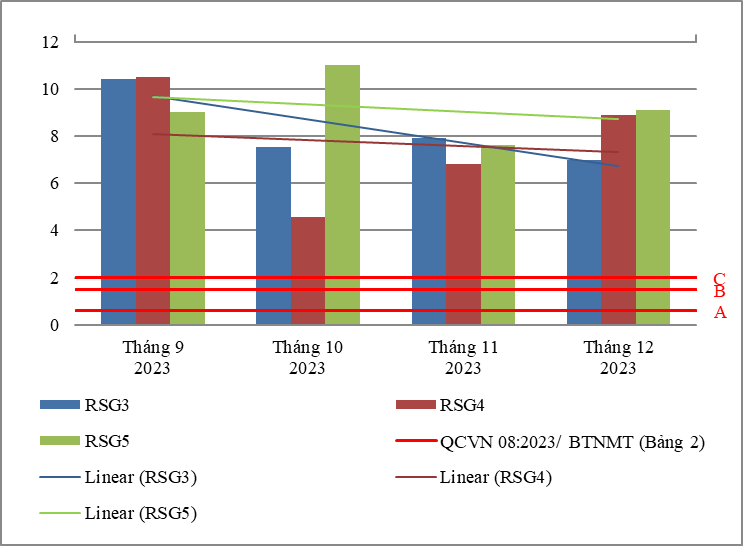 12
10
8
6
4
2
0
C
B
A
Tháng 9
2023
Tháng 10
2023
Tháng 11
2023
Tháng 12
2023
RSG3
RSG4
RSG5
QCVN 08:2023/ BTNMT (Bảng 2)
Linear (RSG3)
Linear (RSG4)
Linear (RSG5)